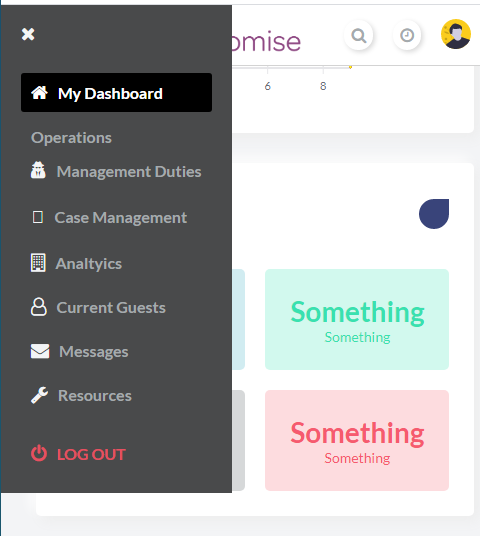 omise
6 8
My Dashboard
Operations
Management Duties
Case Management
Analtyics
Current Guests
Messages
Resources
LOG OUT
Something
Something
Something
Something